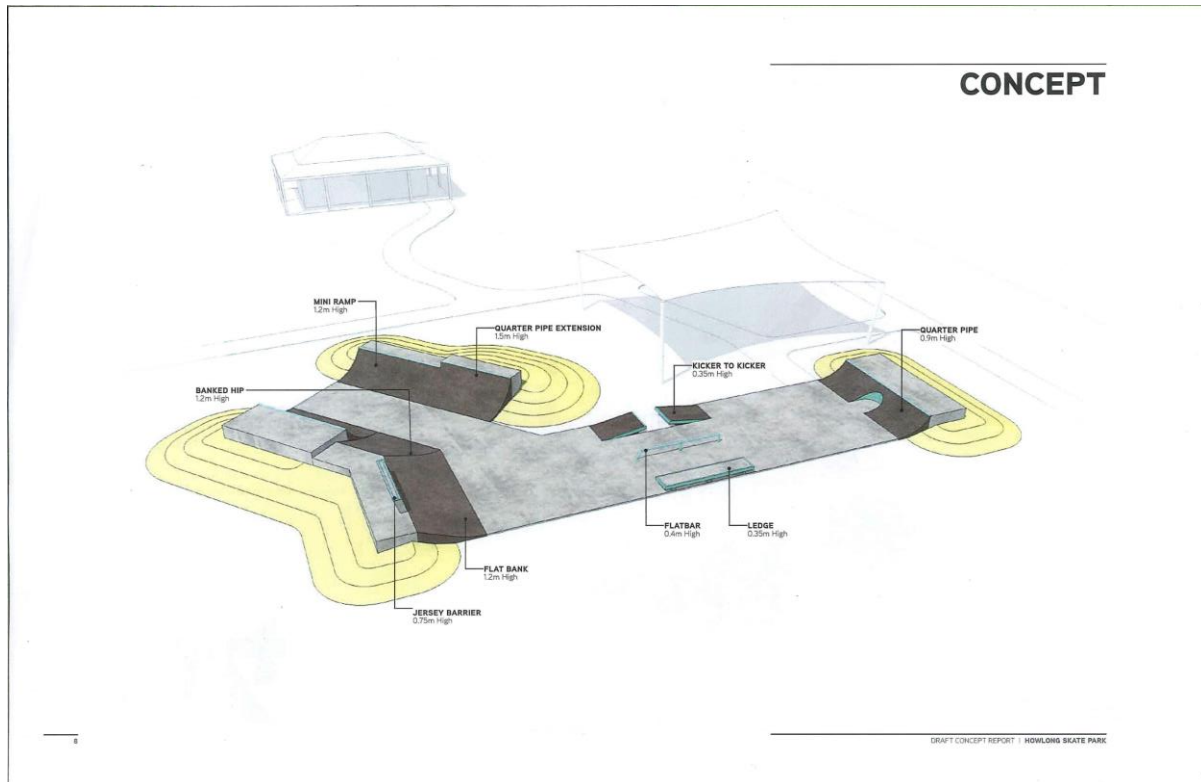 CONCEPT
MINI RAMP
1.2m High
QUARTER PIPE EXTENSION
1.5m High
QUARTER PIPE
0.9m High
KICKER TO KICKER
0.35m High
BANKED HIP
1.2m High
FLATBAR
0.4m High
LEDGE
0.35m High
FLAT BANK
1.2m High
JERSEY BARRIER
0.75m High
8
DRAFT CONCEPT REPORT | HOWLONG SKATE PARK